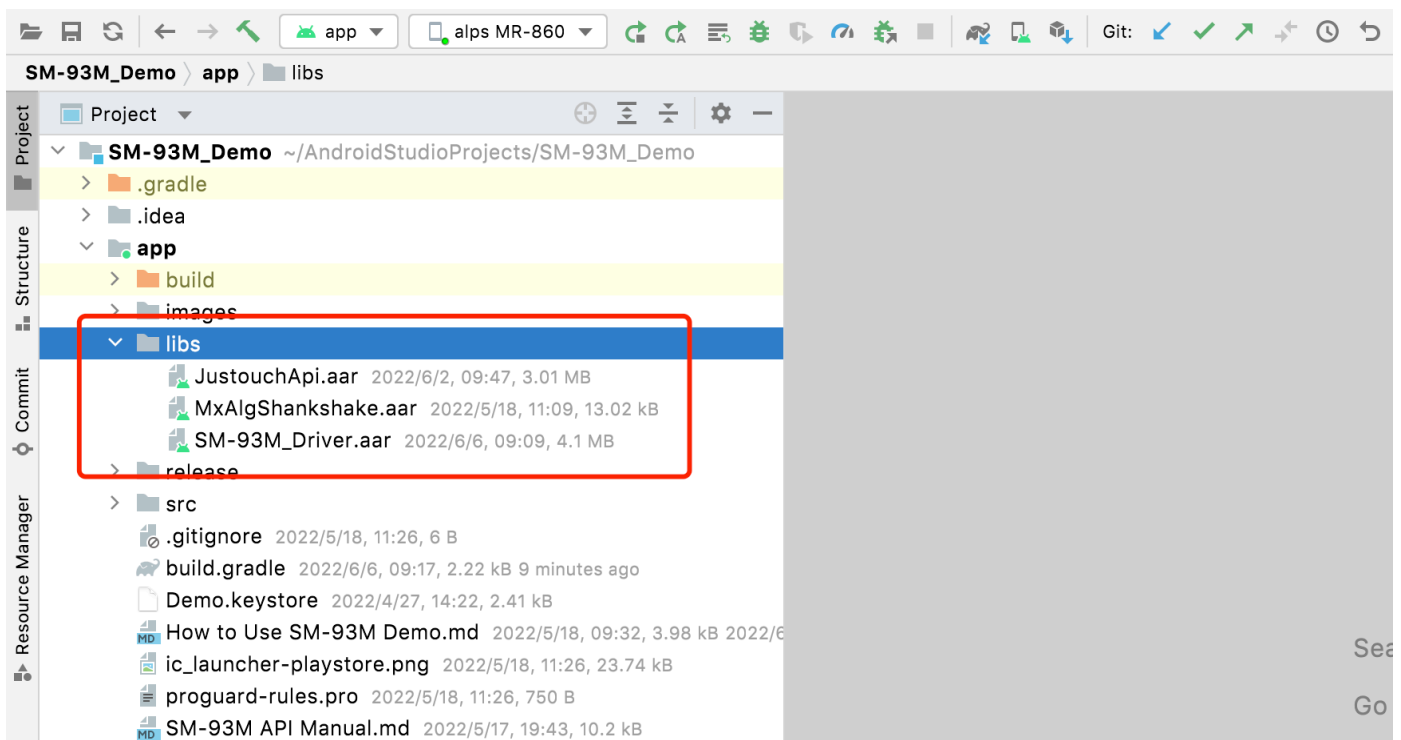 app alps MR-860 Git:
SM-93M_Demo app libs
Project
Project
SM-93M_Demo ~/AndroidStudioProjects/SM-93M_Demo
.gradle
.idea
app
build
images
libs
JustouchApi.aar 2022/6/2, 09:47, 3.01 MB
MxAlgShankshake.aar 2022/5/18, 11:09, 13.02 kB
SM-93M_Driver.aar 2022/6/6, 09:09, 4.1 MB
release
src
.gitignore 2022/5/18, 11:26, 6 B
build.gradle 2022/6/6, 09:17, 2.22 kB 9 minutes ago
Demo.keystore 2022/4/27, 14:22, 2.41 kB
MD How to Use SM-93M Demo.md 2022/5/18, 09:32, 3.98 kB 2022/6
ic_launcher-playstore.png 2022/5/18, 11:26, 23.74 kB
proguard-rules.pro 2022/5/18, 11:26, 750 B
MD SM-93M API Manual.md 2022/5/17, 19:43, 10.2 kB
Structure
Commit
Resource Manager
Sea
Go